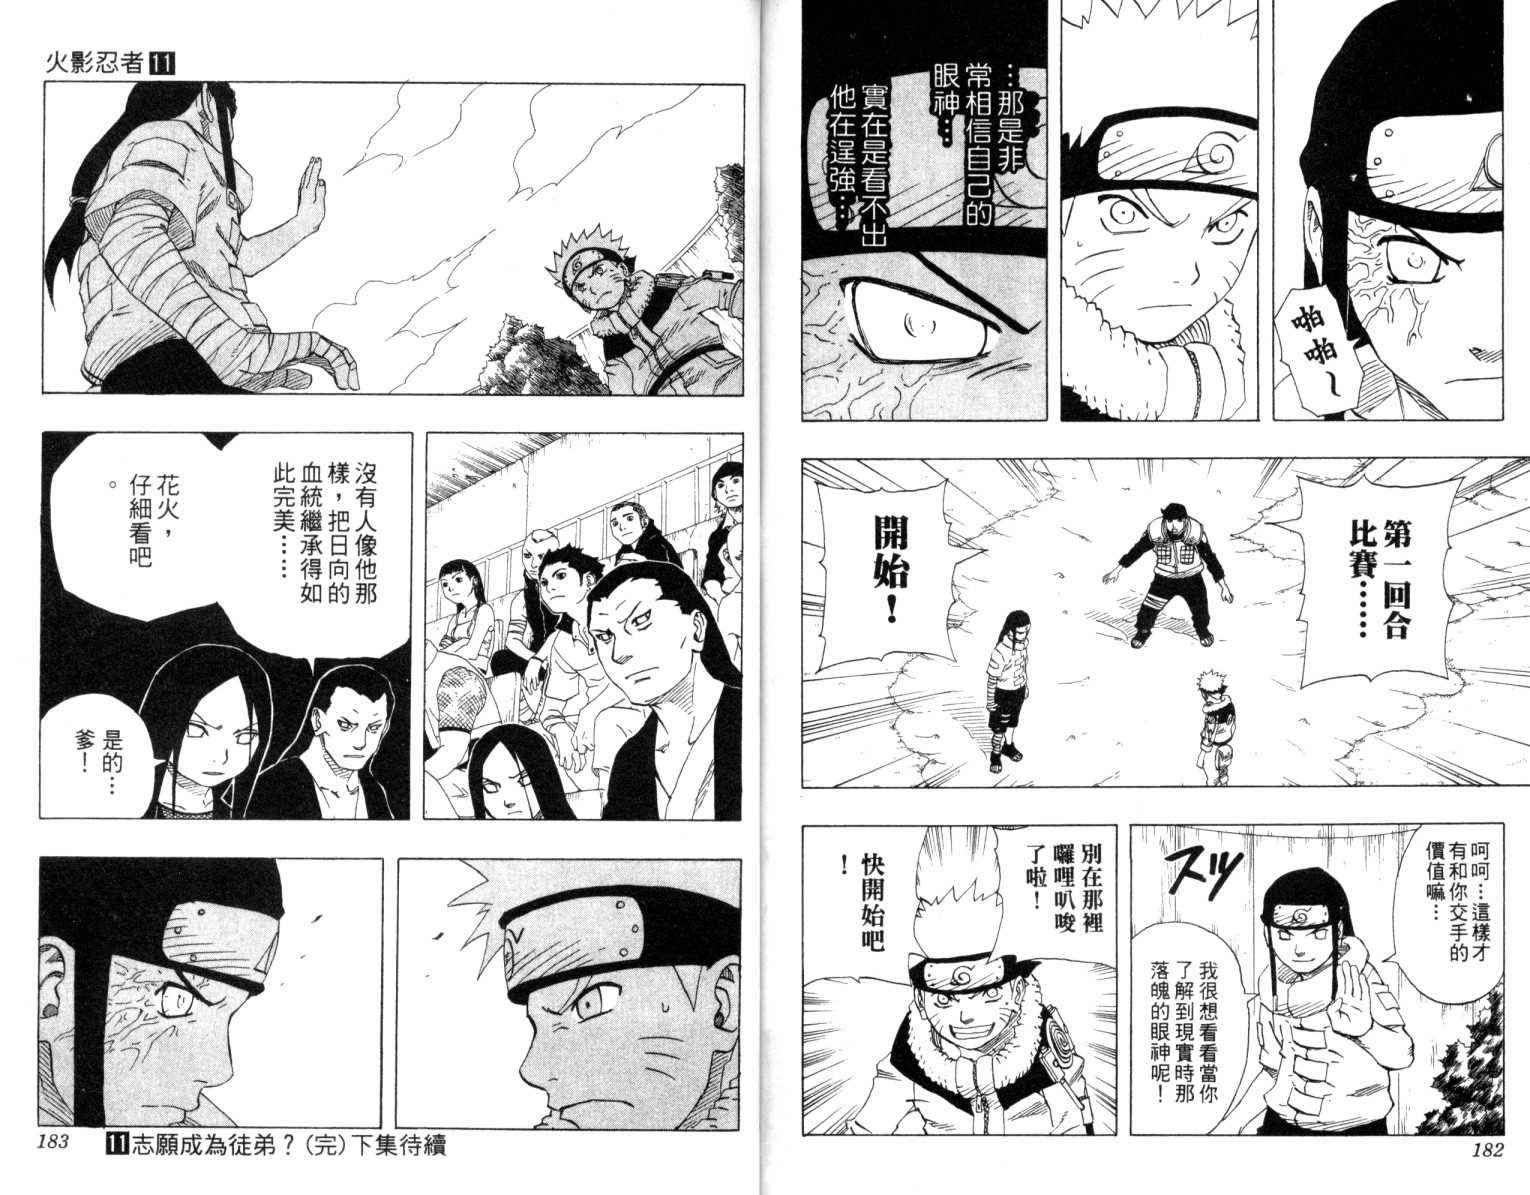 啪
啪~
…那是非
常相信自己的
眼神…
實在是看不出
他在逞強…
第一回合
比賽……
開始！
呵呵…這樣才
有和你交手的
價值嘛…
スッ
我很想看看當你
了解到現實時那
落魄的眼神呢！
別在那裡
囉哩叭唆
了啦！
快開始吧
！
182
火影忍者11
沒有人像他那
樣，把日向的
血統繼承得如
此完美……
花火，
仔細看吧
。
是的…
爹！
183
11志願成為徒弟？(完)下集待續